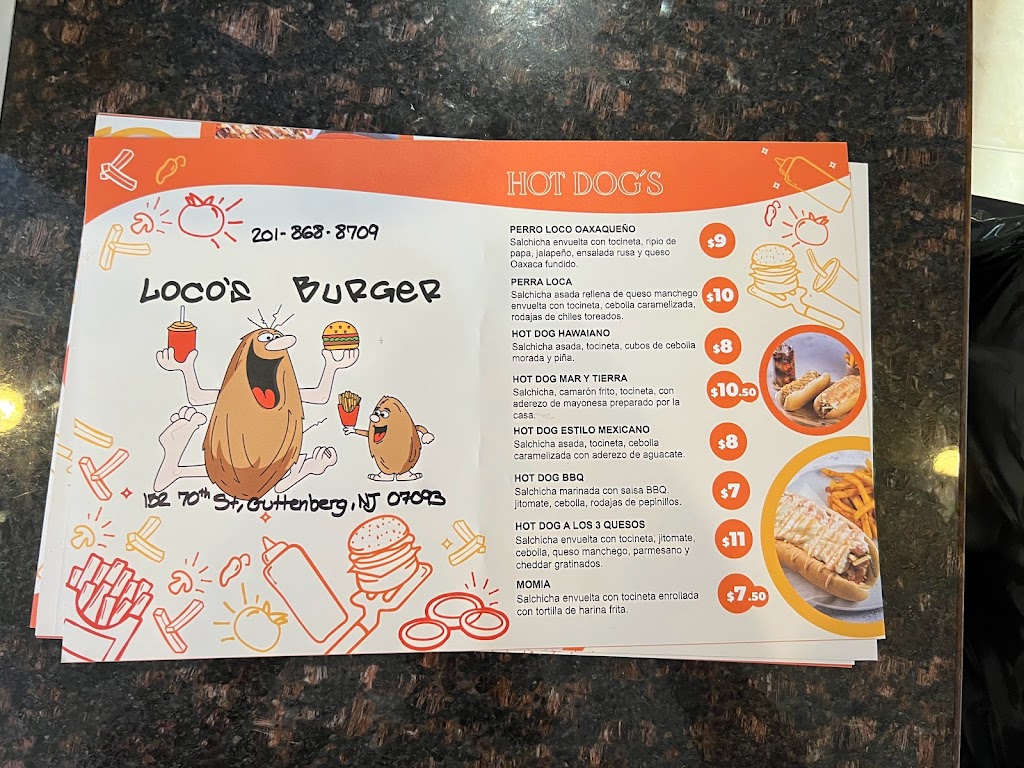 201-868-8709
LOCO'S BURGER
152 70th St, Guttenberg, NJ 07093
HOT DOG´S
PERRO LOCO OAXAQUEÑO
Salchicha envuelta con tocineta, ripio de
papa, jalapeño, ensalada rusa y queso
Oaxaca fundido.
$9
PERRA LOCA
Salchicha asada rellena de queso manchego
envuelta con tocineta, cebolla caramelizada,
rodajas de chiles toreados.
$10
HOT DOG HAWAIANO
Salchicha asada, tocineta, cubos de cebolla
morada y piña.
$8
HOT DOG MAR Y TIERRA
Salchicha, camarón frito, tocineta, con
aderezo de mayonesa preparado por la
casa.
$10.50
HOT DOG ESTILO MEXICANO
Salchicha asada, tocineta, cebolla
caramelizada con aderezo de aguacate.
$8
HOT DOG BBQ
Salchicha marinada con salsa BBQ,
jitomate, cebolla, rodajas de pepinillos.
$7
HOT DOG A LOS 3 QUESOS
Salchicha envuelta con tocineta, jitomate,
cebolla, queso manchego, parmesano y
cheddar gratinados.
$11
MOMIA
Salchicha envuelta con tocineta enrollada
con tortilla de harina frita.
$7.50